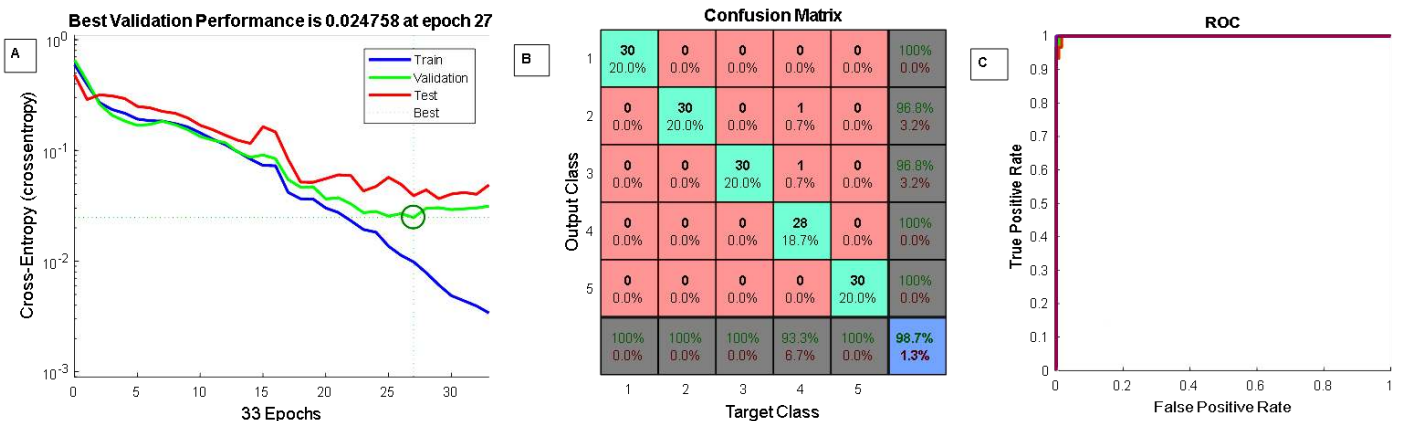 A
Best Validation Performance is 0.024758 at epoch 27
Cross-Entropy (crossentropy)
10^0
10^-1
10^-2
10^-3
Train
Validation
Test
Best
0 5 10 15 20 25 30
33 Epochs
B
Confusion Matrix
Output Class
1 30 0 0 0 0 100%
20.0% 0.0% 0.0% 0.0% 0.0% 0.0%
2 0 30 0 1 0 96.8%
0.0% 20.0% 0.0% 0.7% 0.0% 3.2%
3 0 0 30 1 0 96.8%
0.0% 0.0% 20.0% 0.7% 0.0% 3.2%
4 0 0 0 28 0 100%
0.0% 0.0% 0.0% 18.7% 0.0% 0.0%
5 0 0 0 0 30 100%
0.0% 0.0% 0.0% 0.0% 20.0% 0.0%
100% 100% 100% 93.3% 100% 98.7%
0.0% 0.0% 0.0% 6.7% 0.0% 1.3%
1 2 3 4 5
Target Class
C
ROC
True Positive Rate
1
0.9
0.8
0.7
0.6
0.5
0.4
0.3
0.2
0.1
0
0 0.2 0.4 0.6 0.8 1
False Positive Rate